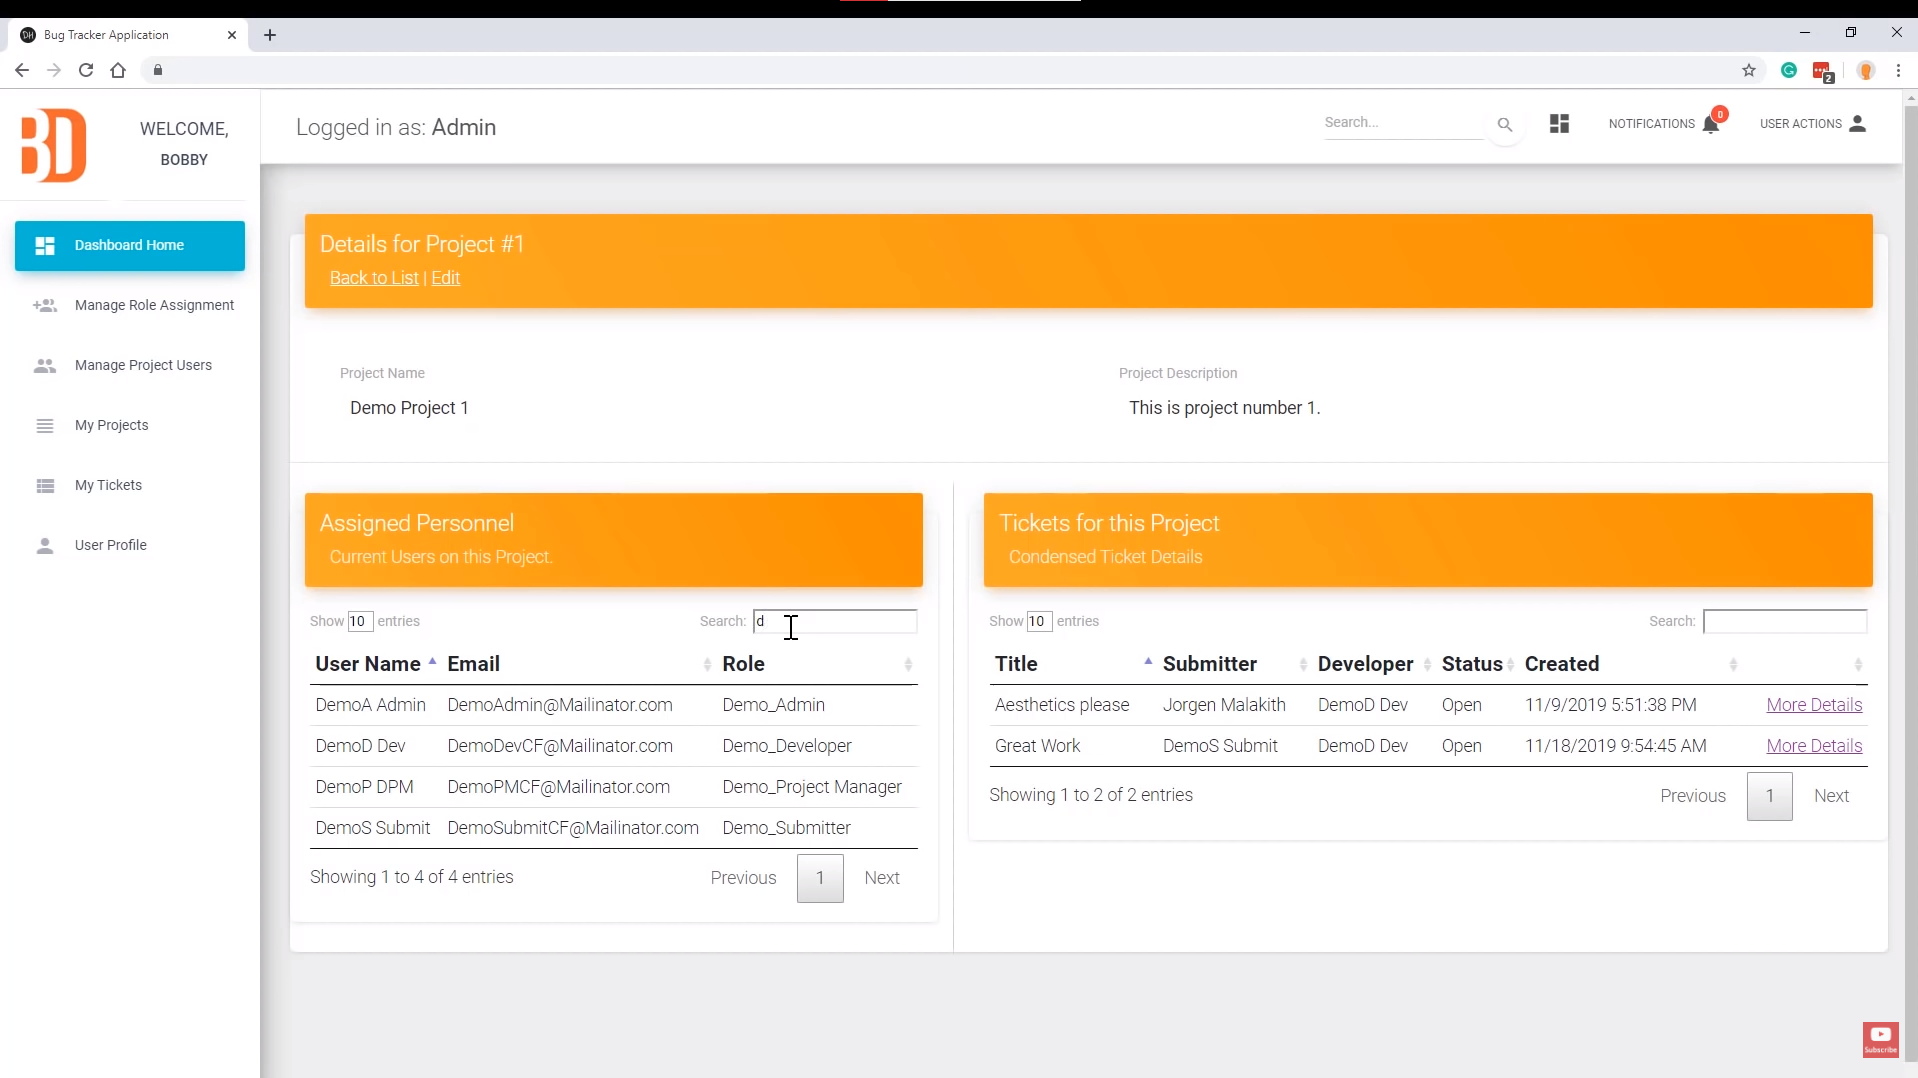 Bug Tracker Application
2
BD
WELCOME,
BOBBY
Logged in as: Admin
Search...
NOTIFICATIONS
0
USER ACTIONS
Dashboard Home
Manage Role Assignment
Manage Project Users
My Projects
My Tickets
User Profile
Details for Project #1
Back to List | Edit
Project Name
Project Description
Demo Project 1
This is project number 1.
Assigned Personnel
Current Users on this Project.
Show 10 entries
Search: d
User Name Email Role
DemoA Admin DemoAdmin@Mailinator.com Demo_Admin
DemoD Dev DemoDevCF@Mailinator.com Demo_Developer
DemoP DPM DemoPMCF@Mailinator.com Demo_Project Manager
DemoS Submit DemoSubmitCF@Mailinator.com Demo_Submitter
Showing 1 to 4 of 4 entries
Previous 1 Next
Tickets for this Project
Condensed Ticket Details
Show 10 entries
Search:
Title Submitter Developer Status Created
Aesthetics please Jorgen Malakith DemoD Dev Open 11/9/2019 5:51:38 PM More Details
Great Work DemoS Submit DemoD Dev Open 11/18/2019 9:54:45 AM More Details
Showing 1 to 2 of 2 entries
Previous 1 Next
Subscribe